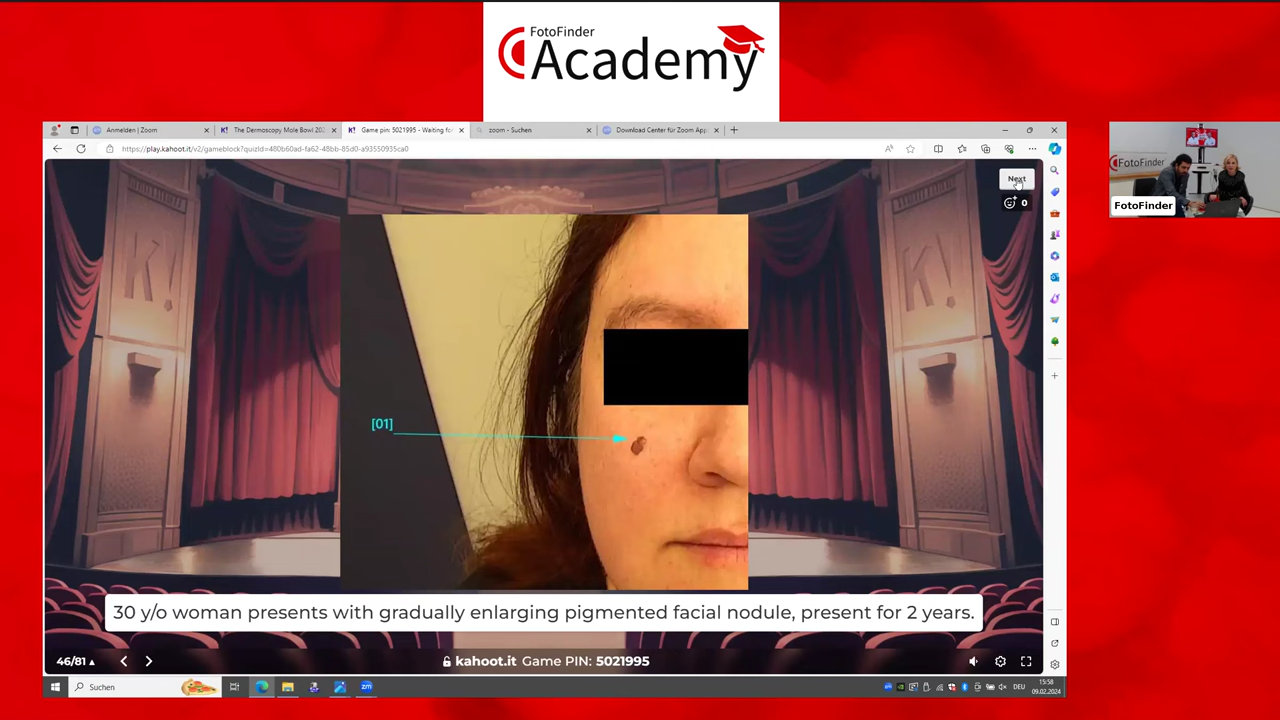 FotoFinder
Academy
Anmelden | Zoom
The Dermoscopy Mole Bowl 202
Game pin: 5021995 - Waiting fo
zoom - Suchen
Download Center für Zoom App
https://play.kahoot.it/v2/gameblock?quizId=480b60ad-fa62-48bb-85d0-a93550935ca0
Next
0
K!
K!
[01]
FotoFinder
FotoFinder
30 y/o woman presents with gradually enlarging pigmented facial nodule, present for 2 years.
46/81
kahoot.it Game PIN: 5021995
Suchen
zm
DEU
15:58
09.02.2024